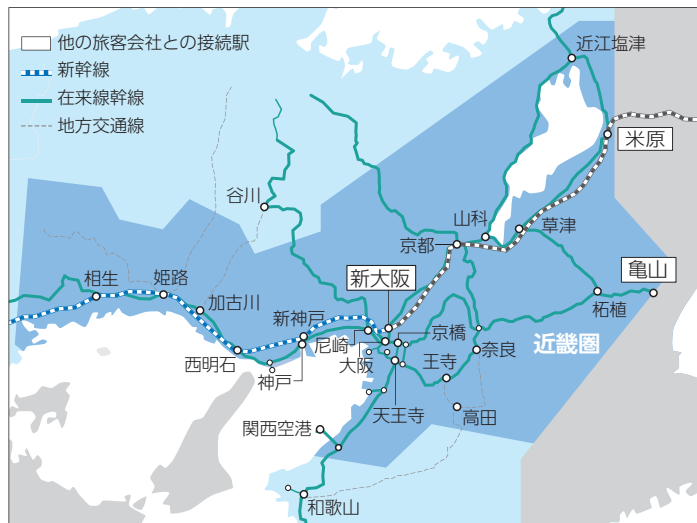 他の旅客会社との接続駅
新幹線
在来線幹線
地方交通線
近江塩津
米原
谷川
山科
草津
京都
新大阪
亀山
相生
姫路
加古川
新神戸
京橋
柘植
尼崎
近畿圏
西明石
大阪
王寺
奈良
神戸
天王寺
高田
関西空港
和歌山